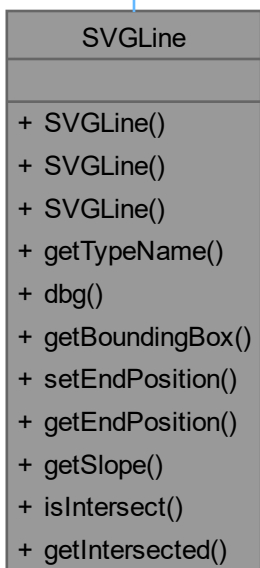 SVGLine
+ SVGLine()
+ SVGLine()
+ SVGLine()
+ getTypeName()
+ dbg()
+ getBoundingBox()
+ setEndPosition()
+ getEndPosition()
+ getSlope()
+ isIntersect()
+ getIntersected()